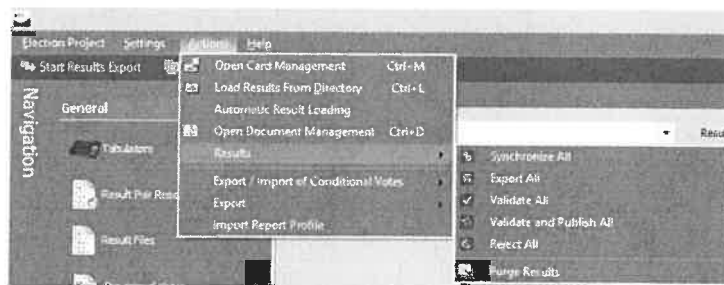 Election Project Settings Actions Help
Start Results Export
Navigation
General
Tabulators
Result Files
Open Card Management Ctrl+M
Load Results From Directory Ctrl+L
Automatic Result Loading
Open Document Management Ctrl+D
Results
Export / Import of Conditional Votes
Export
Import Report Profile
Synchronize All
Export All
Validate All
Validate and Publish All
Reject All
Purge Results